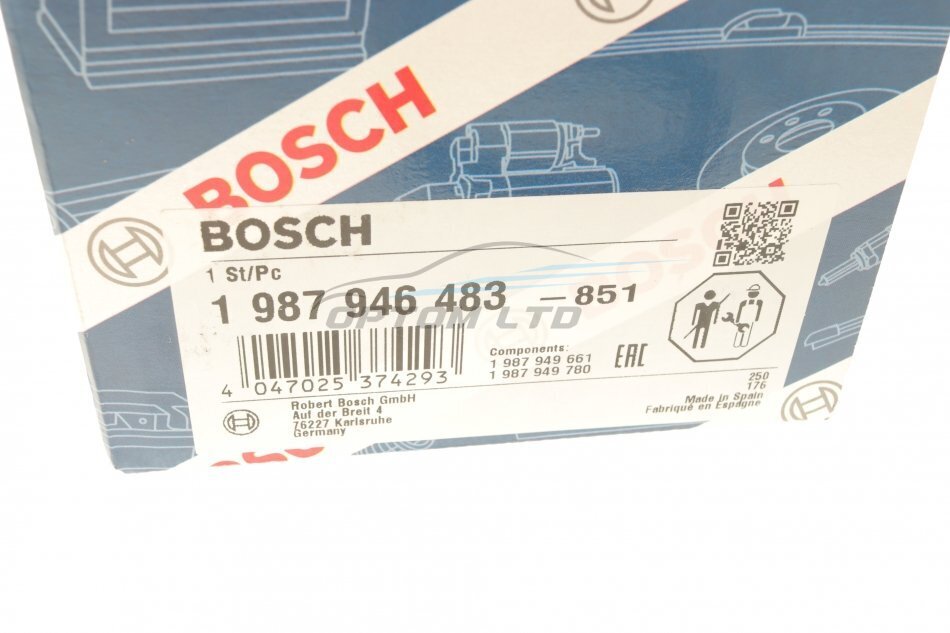 BOSCH
BOSCH
1 St/Pc
1 987 946 483 -851
OPTOM LTD
4 047025 374293
Components:
1 987 949 661
1 987 949 780
EAC
Robert Bosch GmbH
Auf der Breit 4
76227 Karlsruhe
Germany
250
176
Made in Spain
Fabriqué en Espagne